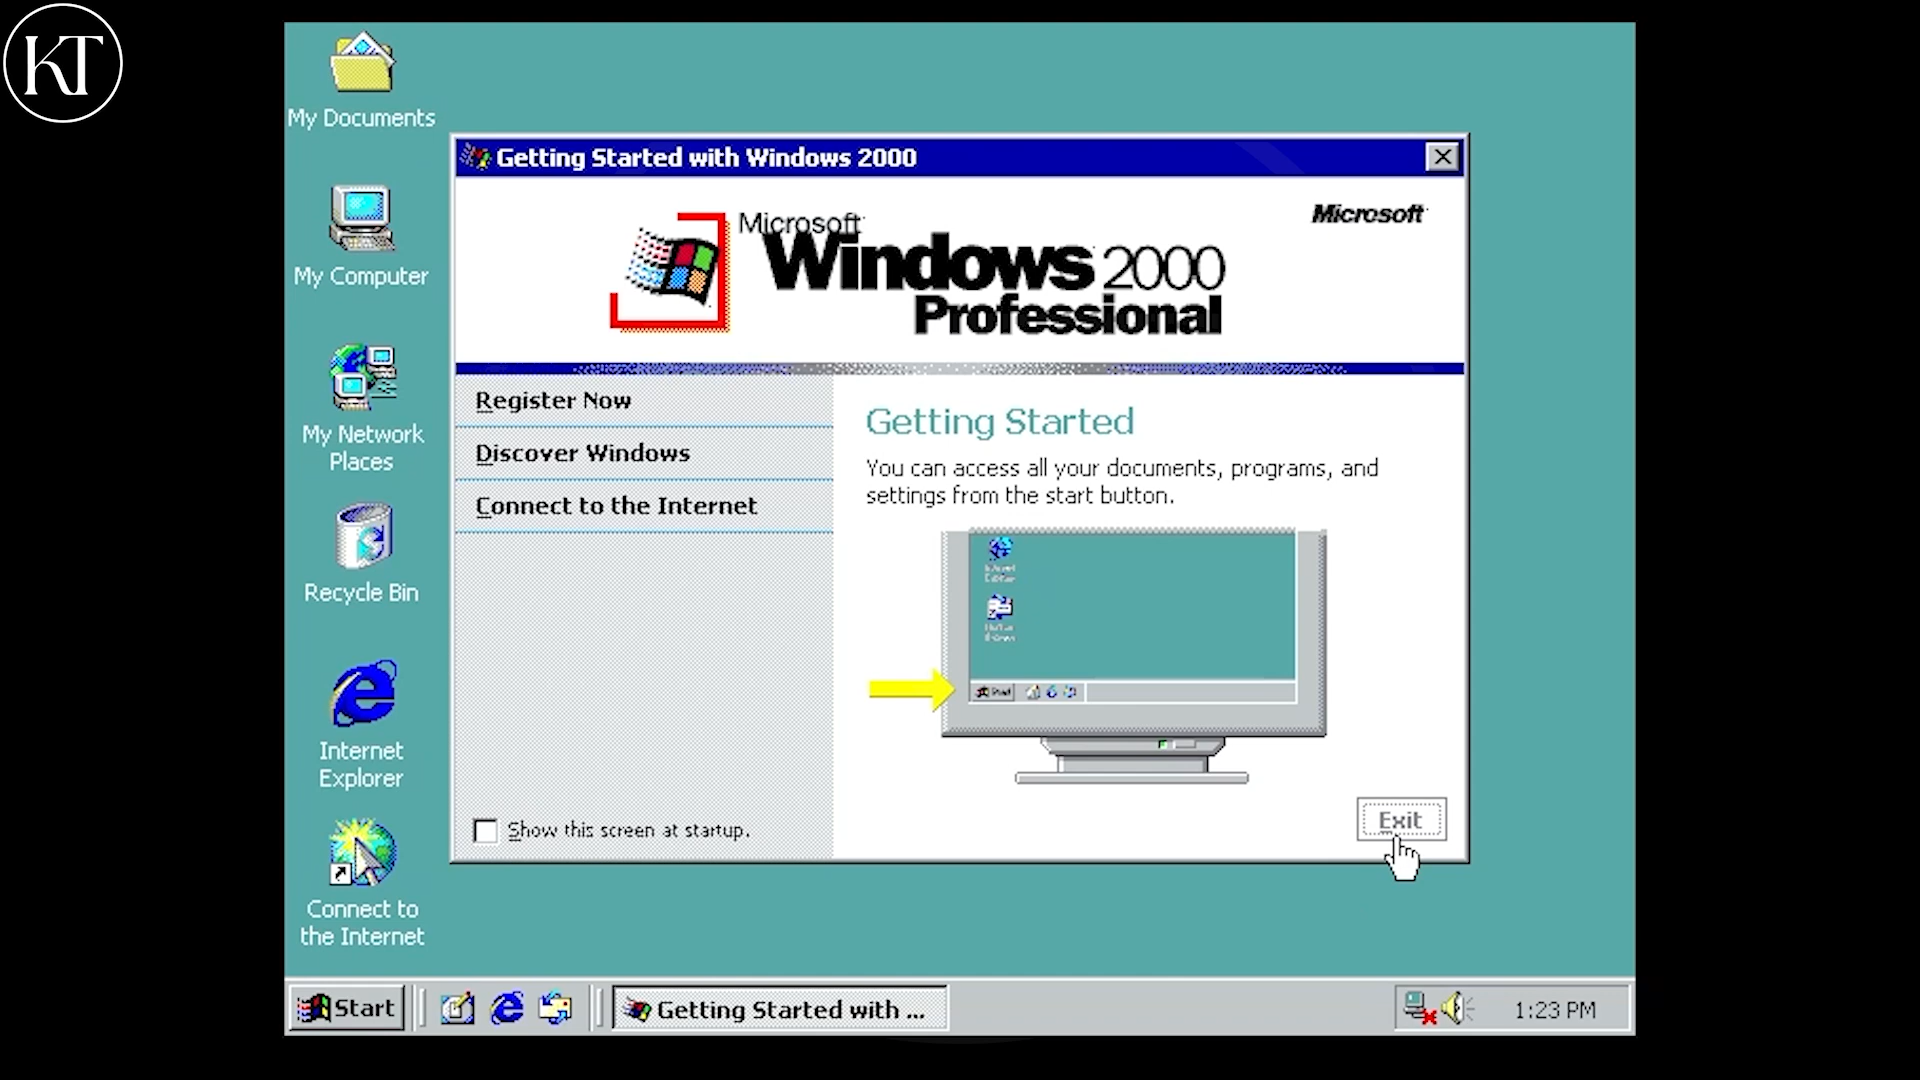 KT
My Documents
My Computer
My Network
Places
Recycle Bin
Internet
Explorer
Connect to
the Internet
Getting Started with Windows 2000
Microsoft
Windows 2000
Professional
Microsoft
Register Now
Discover Windows
Connect to the Internet
Show this screen at startup.
Getting Started
You can access all your documents, programs, and
settings from the start button.
Start
Exit
Start
Getting Started with ...
1:23 PM